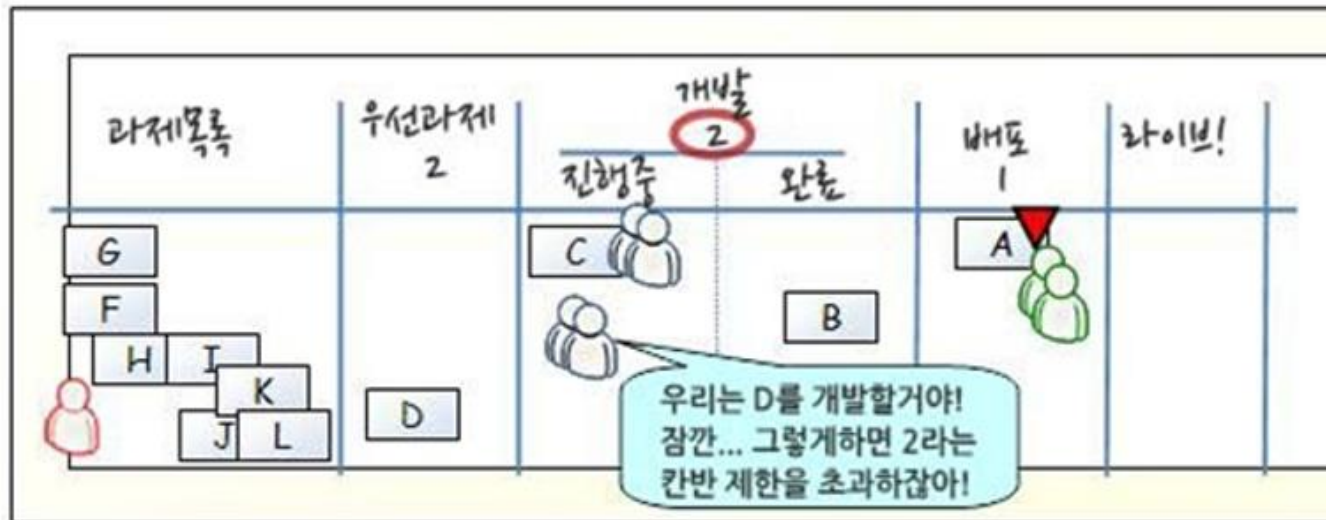 과제목록
우선과제
2
개발
2
진행중
완료
배포
1
라이브!
G
F
H I
K
J L
D
C
B
A
우리는 D를 개발할거야!
잠깐... 그렇게하면 2라는
칸반 제한을 초과하잖아!